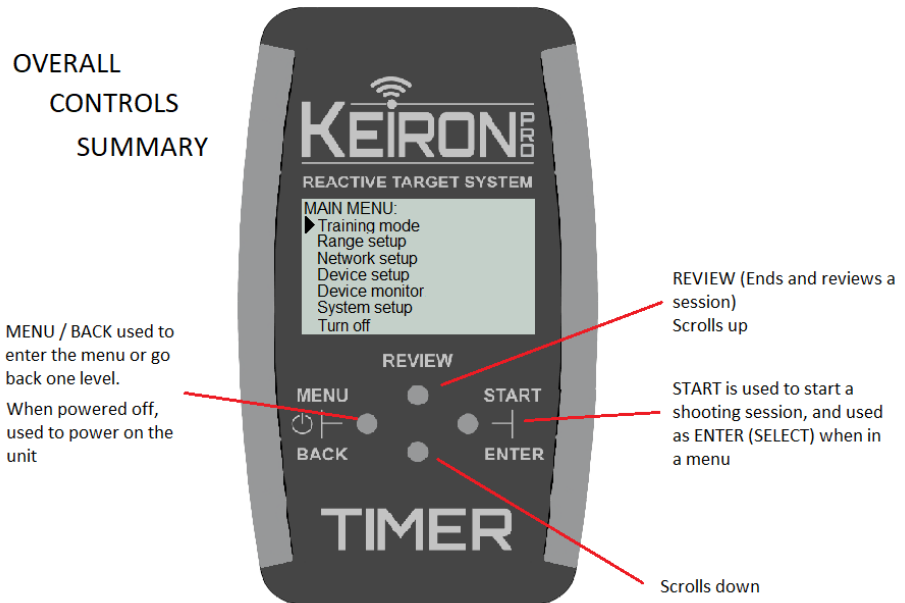 OVERALL
CONTROLS
SUMMARY
KEIRON PRO
REACTIVE TARGET SYSTEM
MAIN MENU:
Training mode
Range setup
Network setup
Device setup
Device monitor
System setup
Turn off
REVIEW
MENU
START
BACK
ENTER
TIMER
MENU / BACK used to
enter the menu or go
back one level.
When powered off,
used to power on the
unit
REVIEW (Ends and reviews a
session)
Scrolls up
START is used to start a
shooting session, and used
as ENTER (SELECT) when in
a menu
Scrolls down